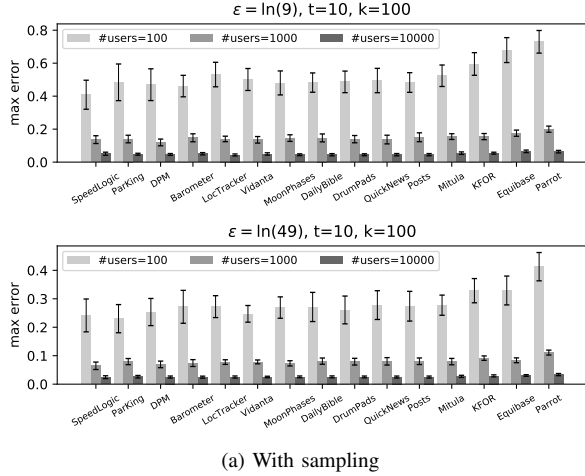 ε = ln(9), t=10, k=100
#users=100 #users=1000 #users=10000
max error
0.8
0.6
0.4
0.2
0.0
SpeedLogic ParKing DPM Barometer LocTracker Vidanta MoonPhases DailyBible DrumPads QuickNews Posts Mitula KFOR Equibase Parrot
ε = ln(49), t=10, k=100
#users=100 #users=1000 #users=10000
max error
0.4
0.3
0.2
0.1
0.0
SpeedLogic ParKing DPM Barometer LocTracker Vidanta MoonPhases DailyBible DrumPads QuickNews Posts Mitula KFOR Equibase Parrot
(a) With sampling